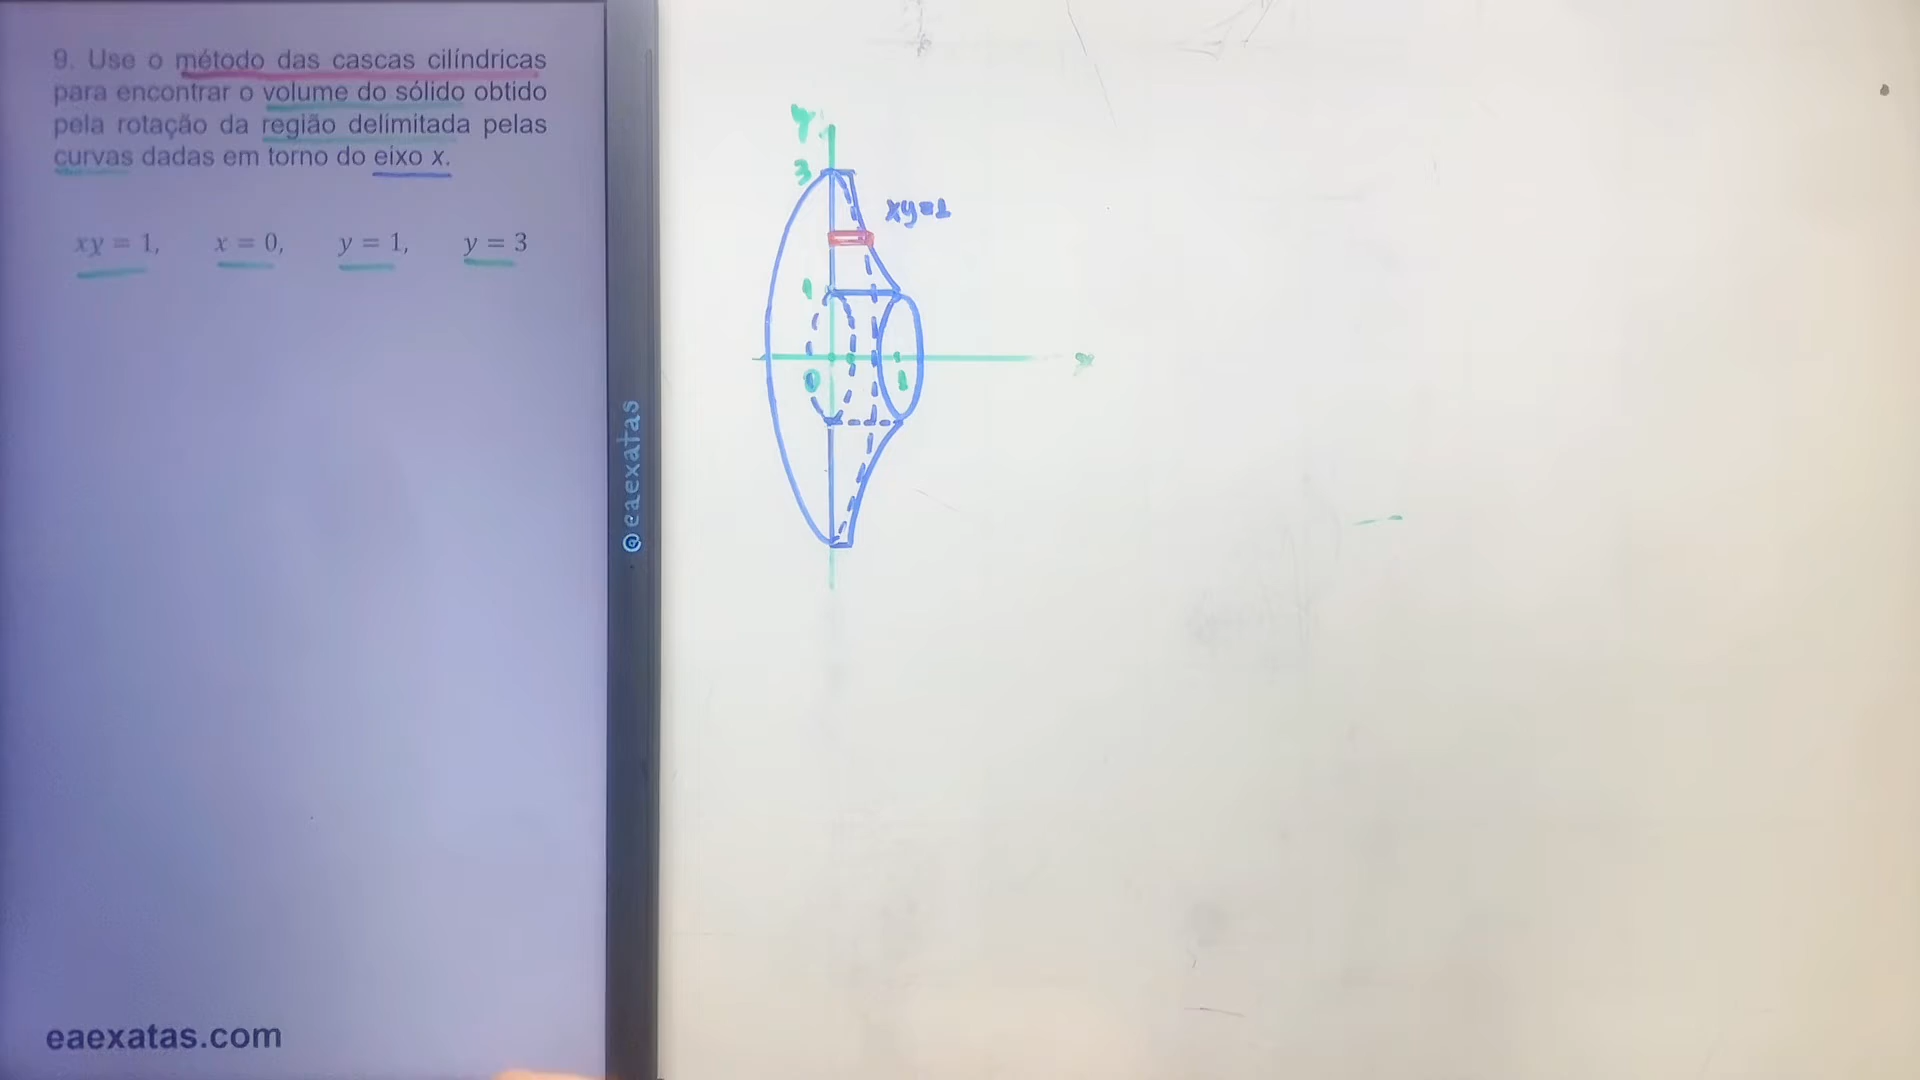 9. Use o método das cascas cilíndricas
para encontrar o volume do sólido obtido
pela rotação da região delimitada pelas
curvas dadas em torno do eixo x.
xy = 1, x = 0, y = 1, y = 3
eaexatas.com
@eaexatas
y
3
xy=1
1
0
1
x